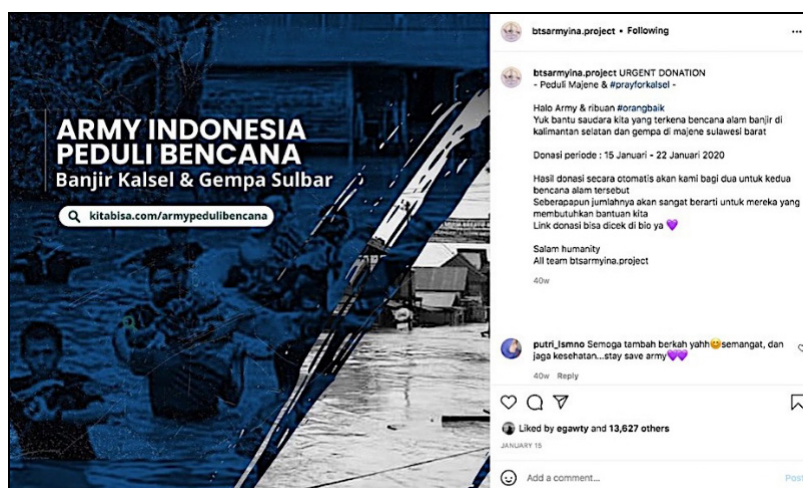 ARMY INDONESIA
PEDULI BENCANA
Banjir Kalsel & Gempa Sulbar
kitabisa.com/armypedulibencana
btsarmyina.project • Following
btsarmyina.project URGENT DONATION
- Peduli Majene & #prayforkalsel -
Halo Army & ribuan #orangbaik
Yuk bantu saudara kita yang terkena bencana alam banjir di
kalimantan selatan dan gempa di majene sulawesi barat
Donasi periode : 15 Januari - 22 Januari 2020
Hasil donasi secara otomatis akan kami bagi dua untuk kedua
bencana alam tersebut
Seberapapun jumlahnya akan sangat berarti untuk mereka yang
membutuhkan bantuan kita
Link donasi bisa dicek di bio ya 💜
Salam humanity
All team btsarmyina.project
40w
putri_lsmno Semoga tambah berkah yahh😊semangat, dan
jaga kesehatan...stay save army💜💜
40w Reply
Liked by egawty and 13,627 others
JANUARY 15
Add a comment...
Post